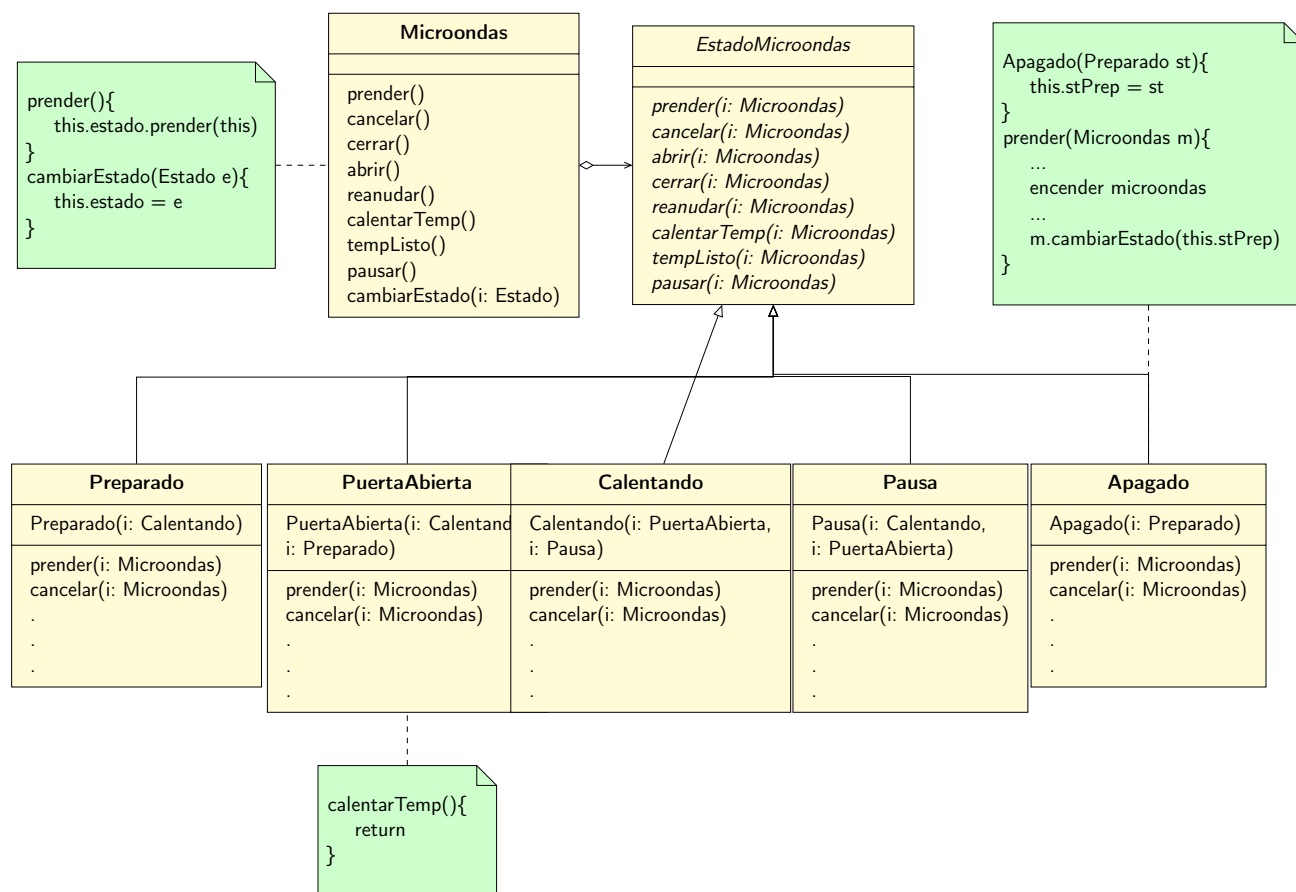 prender(){
this.estado.prender(this)
}
cambiarEstado(Estado e){
this.estado = e
}
Microondas
prender()
cancelar()
cerrar()
abrir()
reanudar()
calentarTemp()
tempListo()
pausar()
cambiarEstado(i: Estado)
EstadoMicroondas
prender(i: Microondas)
cancelar(i: Microondas)
abrir(i: Microondas)
cerrar(i: Microondas)
reanudar(i: Microondas)
calentarTemp(i: Microondas)
tempListo(i: Microondas)
pausar(i: Microondas)
Apagado(Preparado st){
this.stPrep = st
}
prender(Microondas m){
...
encender microondas
...
m.cambiarEstado(this.stPrep)
}
Preparado
Preparado(i: Calentando)
prender(i: Microondas)
cancelar(i: Microondas)
.
.
.
PuertaAbierta
PuertaAbierta(i: Calentand
i: Preparado)
prender(i: Microondas)
cancelar(i: Microondas)
.
.
.
Calentando
Calentando(i: PuertaAbierta,
i: Pausa)
prender(i: Microondas)
cancelar(i: Microondas)
.
.
.
Pausa
Pausa(i: Calentando,
i: PuertaAbierta)
prender(i: Microondas)
cancelar(i: Microondas)
.
.
.
Apagado
Apagado(i: Preparado)
prender(i: Microondas)
cancelar(i: Microondas)
.
.
.
calentarTemp(){
return
}